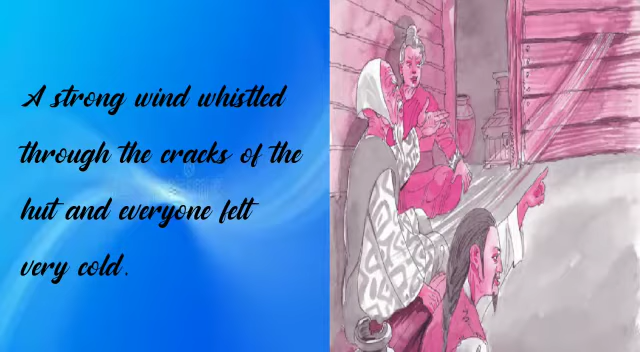 A strong wind whistled
through the cracks of the
hut and everyone felt
very cold.